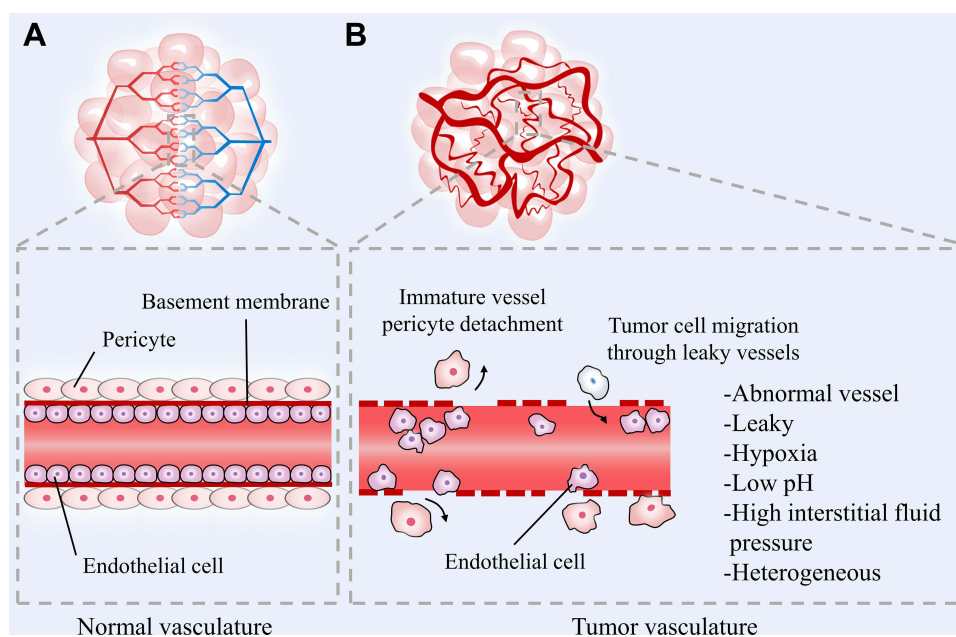 A
B
Basement membrane
Pericyte
Endothelial cell
Normal vasculature
Immature vessel
pericyte detachment
Tumor cell migration
through leaky vessels
-Abnormal vessel
-Leaky
-Hypoxia
-Low pH
-High interstitial fluid
pressure
-Heterogeneous
Endothelial cell
Tumor vasculature